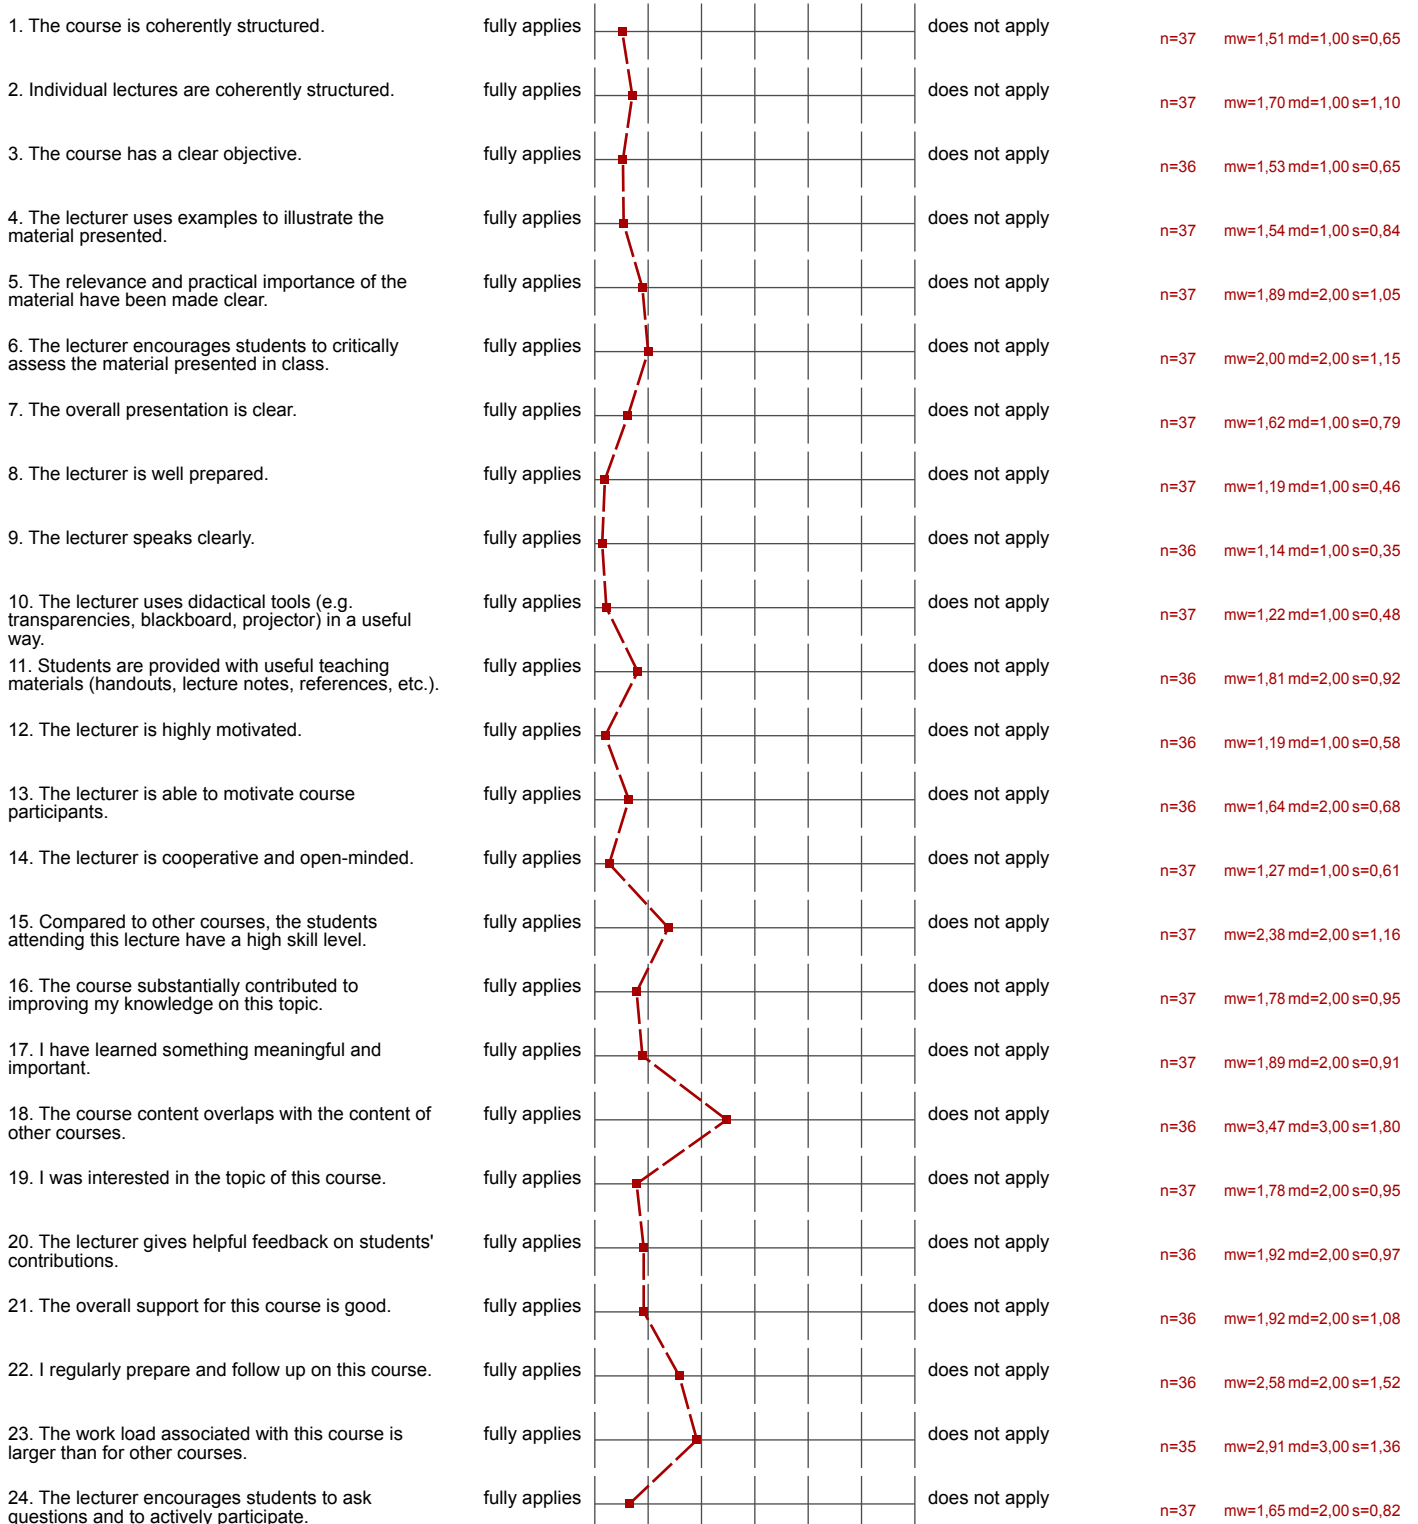 1. The course is coherently structured. fully applies does not apply n=37 mw=1,51 md=1,00 s=0,65
2. Individual lectures are coherently structured. fully applies does not apply n=37 mw=1,70 md=1,00 s=1,10
3. The course has a clear objective. fully applies does not apply n=36 mw=1,53 md=1,00 s=0,65
4. The lecturer uses examples to illustrate the fully applies does not apply n=37 mw=1,54 md=1,00 s=0,84
material presented.
5. The relevance and practical importance of the fully applies does not apply n=37 mw=1,89 md=2,00 s=1,05
material have been made clear.
6. The lecturer encourages students to critically fully applies does not apply n=37 mw=2,00 md=2,00 s=1,15
assess the material presented in class.
7. The overall presentation is clear. fully applies does not apply n=37 mw=1,62 md=1,00 s=0,79
8. The lecturer is well prepared. fully applies does not apply n=37 mw=1,19 md=1,00 s=0,46
9. The lecturer speaks clearly. fully applies does not apply n=36 mw=1,14 md=1,00 s=0,35
10. The lecturer uses didactical tools (e.g. fully applies does not apply n=37 mw=1,22 md=1,00 s=0,48
transparencies, blackboard, projector) in a useful
way.
11. Students are provided with useful teaching fully applies does not apply n=36 mw=1,81 md=2,00 s=0,92
materials (handouts, lecture notes, references, etc.).
12. The lecturer is highly motivated. fully applies does not apply n=36 mw=1,19 md=1,00 s=0,58
13. The lecturer is able to motivate course fully applies does not apply n=36 mw=1,64 md=2,00 s=0,68
participants.
14. The lecturer is cooperative and open-minded. fully applies does not apply n=37 mw=1,27 md=1,00 s=0,61
15. Compared to other courses, the students fully applies does not apply n=37 mw=2,38 md=2,00 s=1,16
attending this lecture have a high skill level.
16. The course substantially contributed to fully applies does not apply n=37 mw=1,78 md=2,00 s=0,95
improving my knowledge on this topic.
17. I have learned something meaningful and fully applies does not apply n=37 mw=1,89 md=2,00 s=0,91
important.
18. The course content overlaps with the content of fully applies does not apply n=36 mw=3,47 md=3,00 s=1,80
other courses.
19. I was interested in the topic of this course. fully applies does not apply n=37 mw=1,78 md=2,00 s=0,95
20. The lecturer gives helpful feedback on students' fully applies does not apply n=36 mw=1,92 md=2,00 s=0,97
contributions.
21. The overall support for this course is good. fully applies does not apply n=36 mw=1,92 md=2,00 s=1,08
22. I regularly prepare and follow up on this course. fully applies does not apply n=36 mw=2,58 md=2,00 s=1,52
23. The work load associated with this course is fully applies does not apply n=35 mw=2,91 md=3,00 s=1,36
larger than for other courses.
24. The lecturer encourages students to ask fully applies does not apply n=37 mw=1,65 md=2,00 s=0,82
questions and to actively participate.